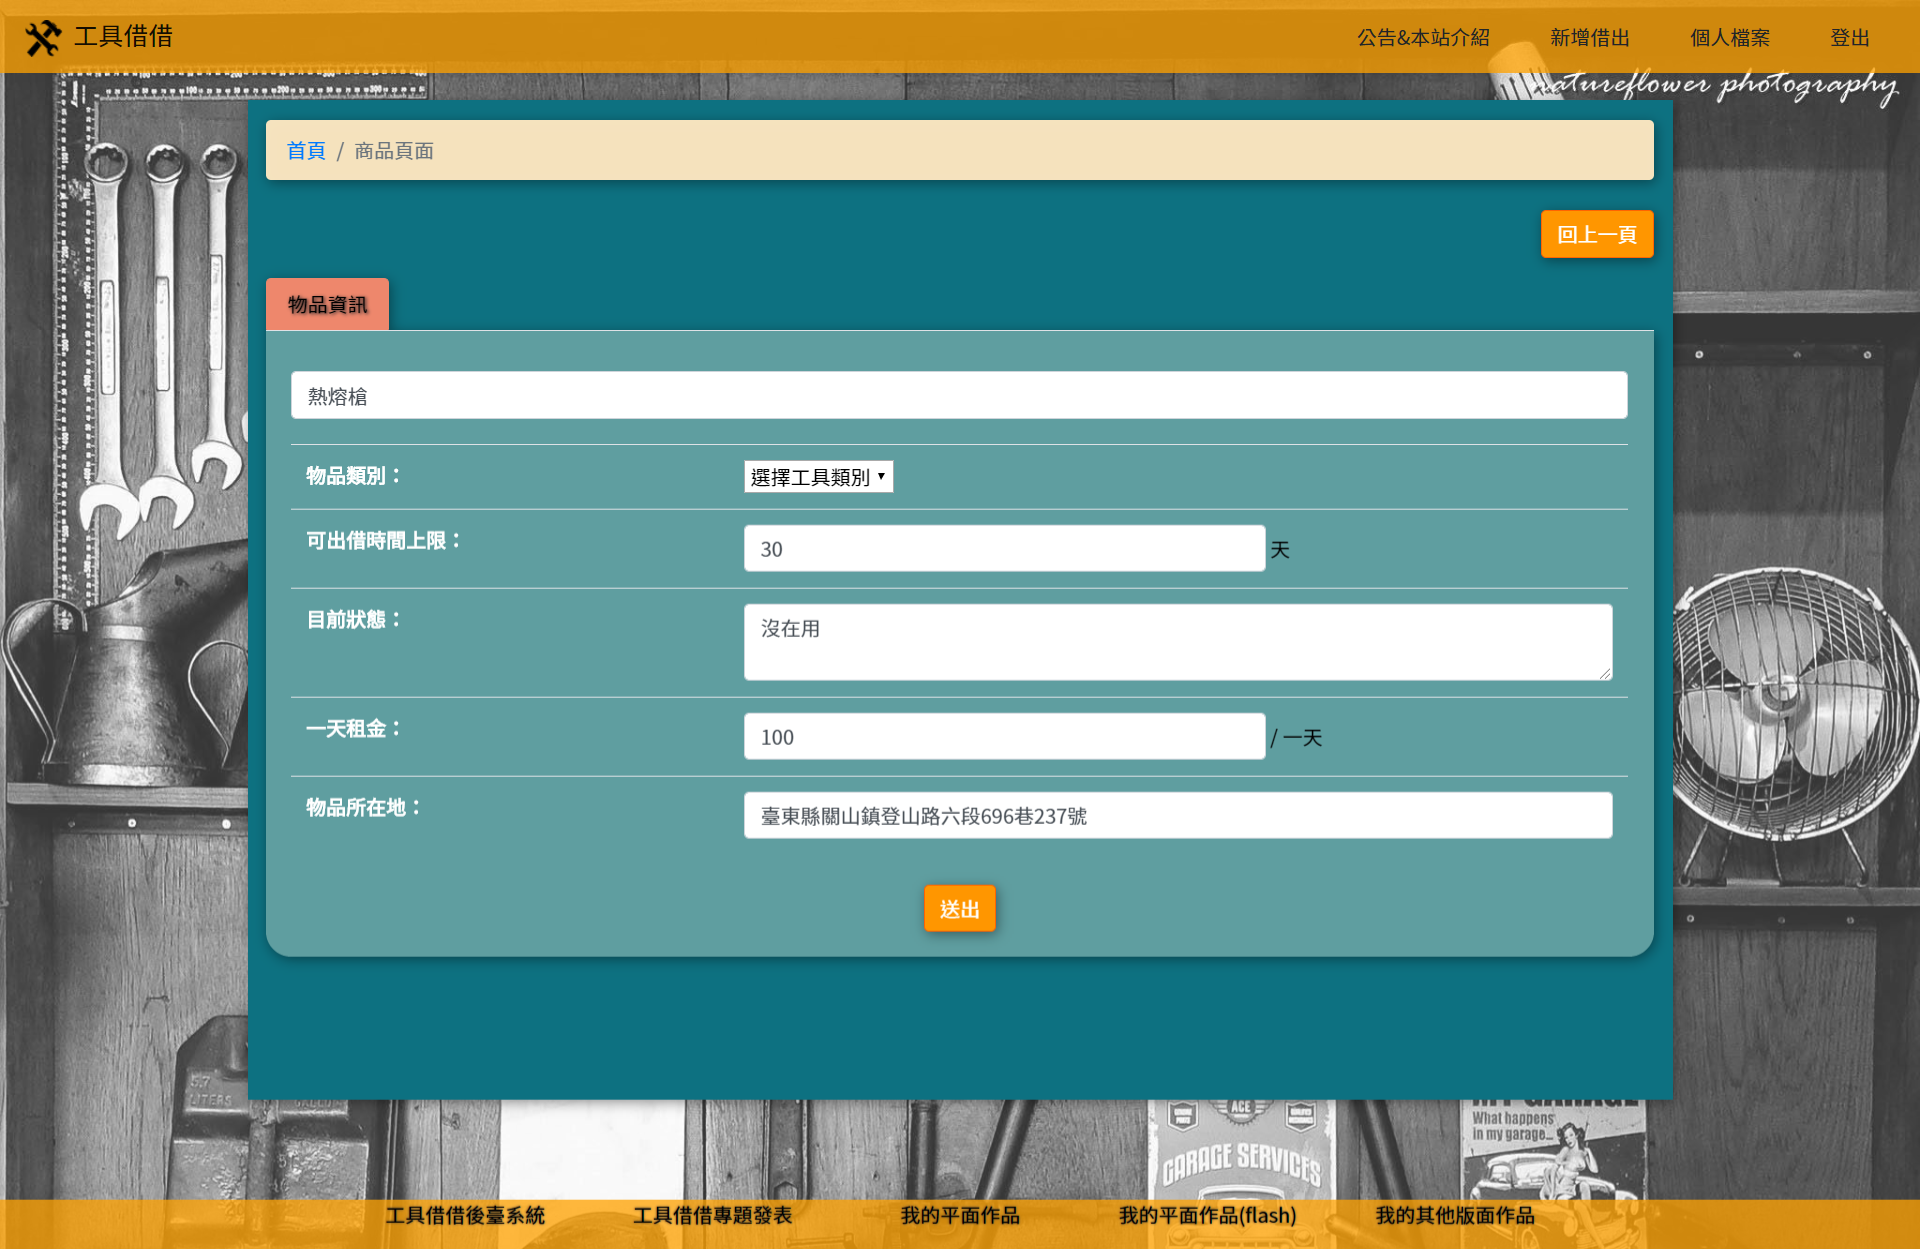 工具借借
公告&本站介紹
新增借出
個人檔案
登出
natureflower photography
首頁 / 商品頁面
回上一頁
物品資訊
熱熔槍
物品類別：
選擇工具類別
可出借時間上限：
30 天
目前狀態：
沒在用
一天租金：
100 / 一天
物品所在地：
臺東縣關山鎮登山路六段696巷237號
送出
5.7
LITERS
GALLON
ACE
GARAGE SERVICES
MY GARAGE
What happens
in my garage...
工具借借後臺系統
工具借借專題發表
我的平面作品
我的平面作品(flash)
我的其他版面作品